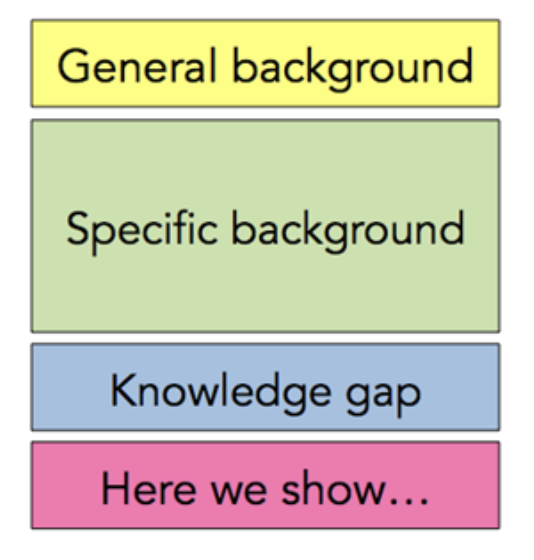 General background
Specific background
Knowledge gap
Here we show…